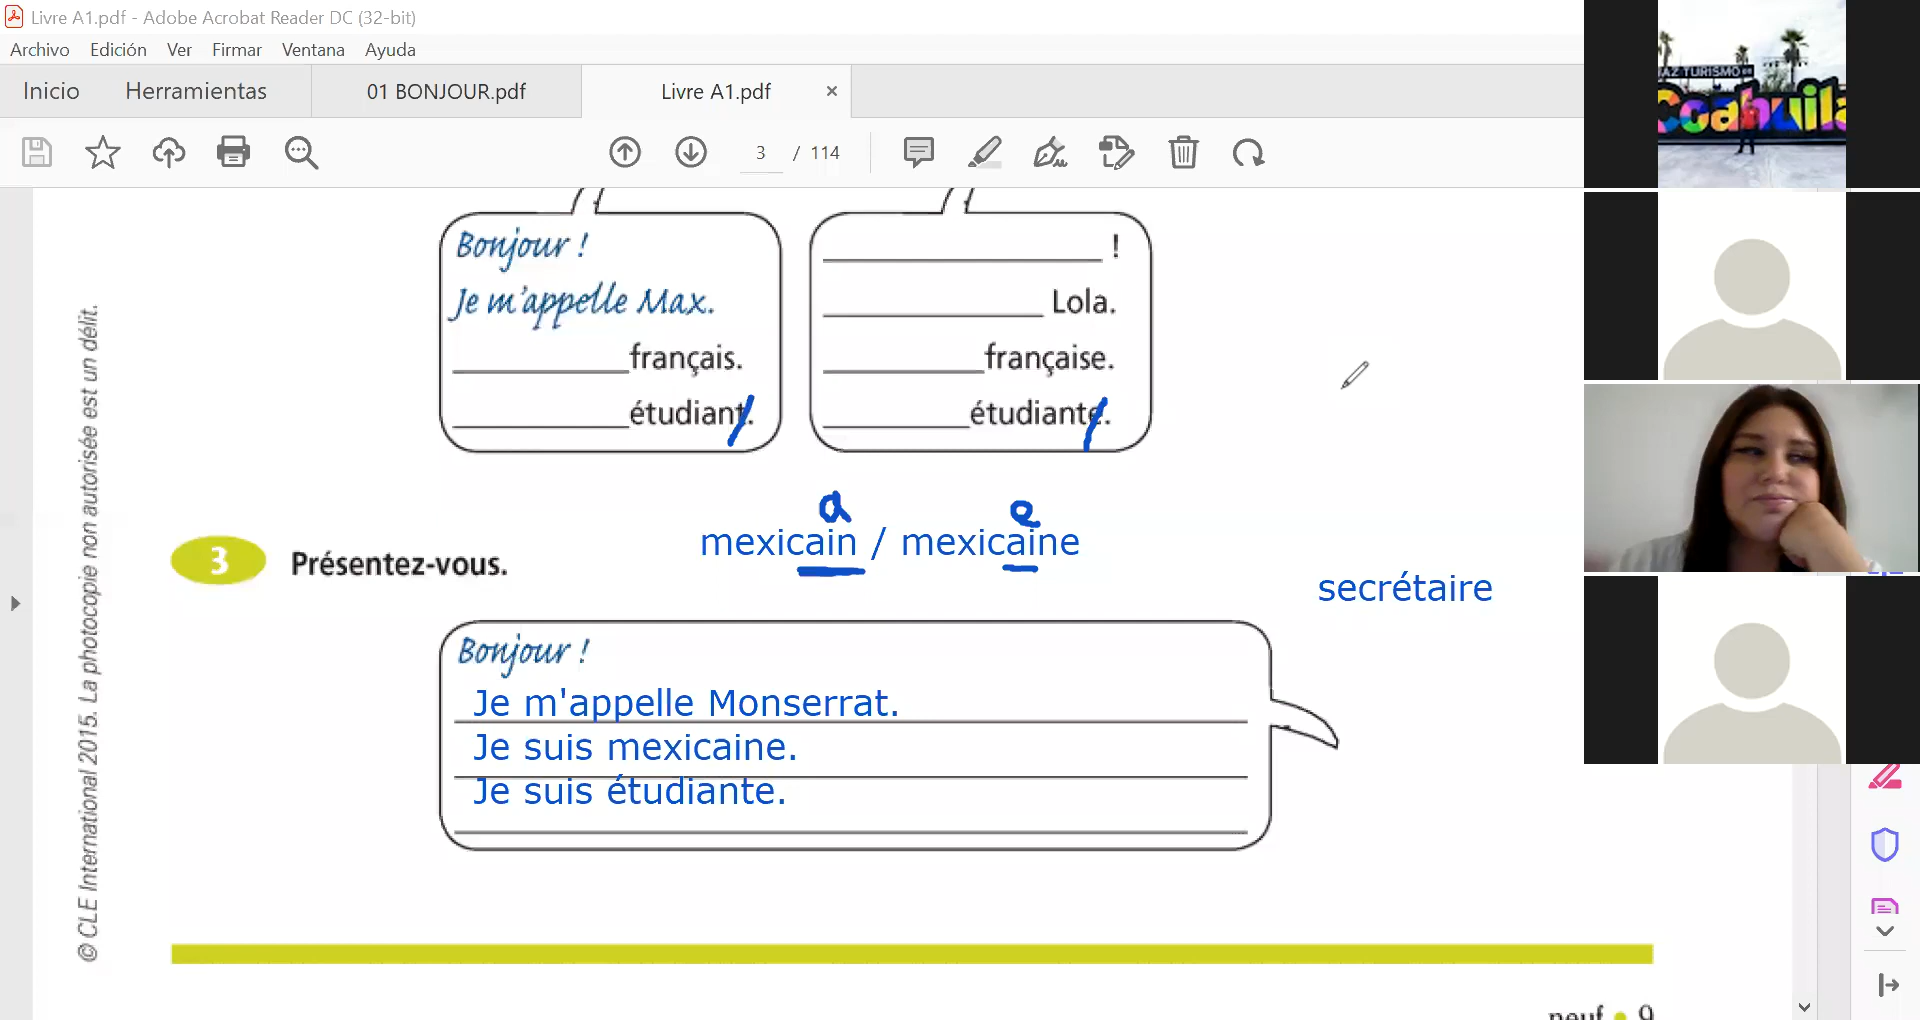 Livre A1.pdf - Adobe Acrobat Reader DC (32-bit)
Archivo Edición Ver Firmar Ventana Ayuda
Inicio Herramientas 01 BONJOUR.pdf Livre A1.pdf ×
3 / 114
AZ TURISMO
Coahuila
Bonjour !
Je m'appelle Max.
français.
étudiant.
!
Lola.
française.
étudiante.
a e
mexicain / mexicaine
3 Présentez-vous.
secrétaire
Bonjour !
Je m'appelle Monserrat.
Je suis mexicaine.
Je suis étudiante.
© CLE International 2015. La photocopie non autorisée est un délit.
neuf • 9